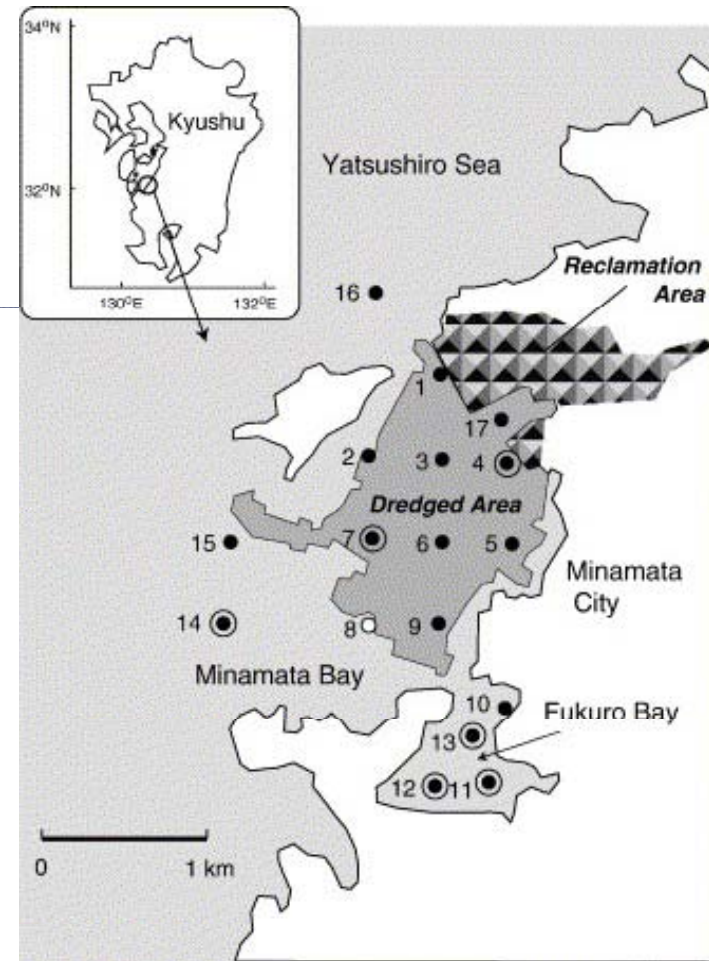 34°N
Kyushu
32°N
130°E
132°E
Yatsushiro Sea
Reclamation
Area
16
1
17
2
3
4
Dredged Area
7
6
5
15
Minamata
City
14
8
9
Minamata Bay
10
Fukuro Bay
13
12
11
0
1 km